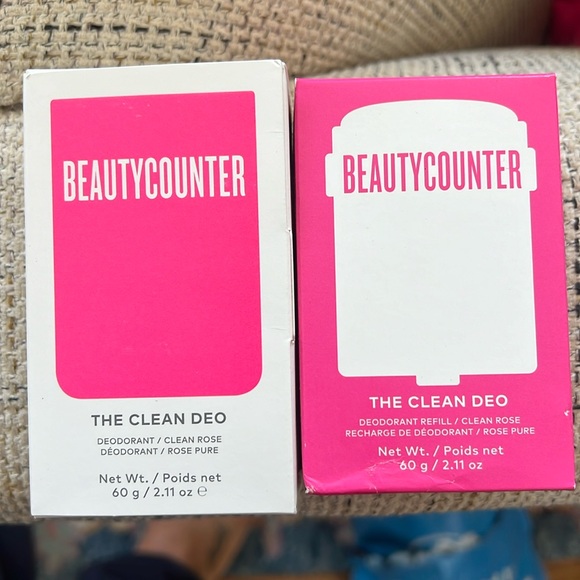 BEAUTYCOUNTER
THE CLEAN DEO
DEODORANT / CLEAN ROSE
DÉODORANT / ROSE PURE
Net Wt. / Poids net
60 g / 2.11 oz ℮
BEAUTYCOUNTER
THE CLEAN DEO
DEODORANT REFILL / CLEAN ROSE
RECHARGE DE DÉODORANT / ROSE PURE
Net Wt. / Poids net
60 g / 2.11 oz